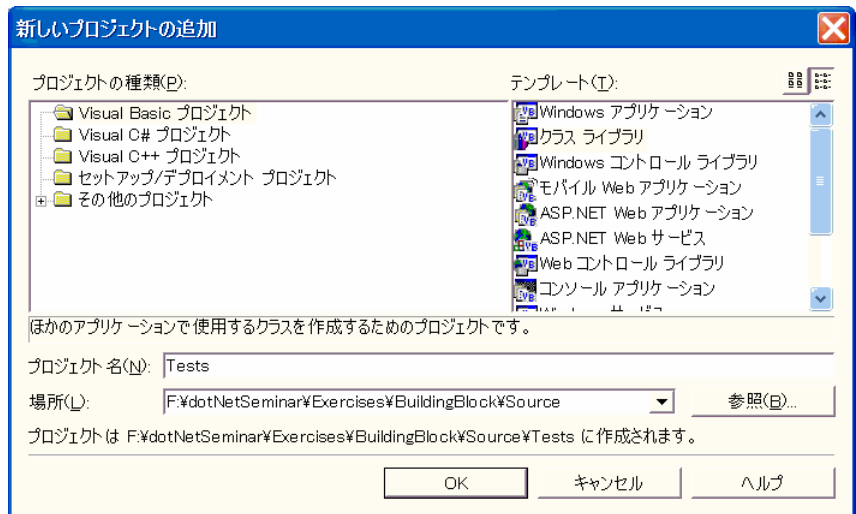 新しいプロジェクトの追加
プロジェクトの種類(P):
テンプレート(T):
Visual Basic プロジェクト
Visual C# プロジェクト
Visual C++ プロジェクト
セットアップ/デプロイメント プロジェクト
その他のプロジェクト
Windows アプリケーション
クラス ライブラリ
Windows コントロール ライブラリ
モバイル Web アプリケーション
ASP.NET Web アプリケーション
ASP.NET Web サービス
Web コントロール ライブラリ
コンソール アプリケーション
ほかのアプリケーションで使用するクラスを作成するためのプロジェクトです。
プロジェクト名(N): Tests
場所(L): F:¥dotNetSeminar¥Exercises¥BuildingBlock¥Source 参照(B)...
プロジェクトは F:¥dotNetSeminar¥Exercises¥BuildingBlock¥Source¥Tests に作成されます。
OK キャンセル ヘルプ